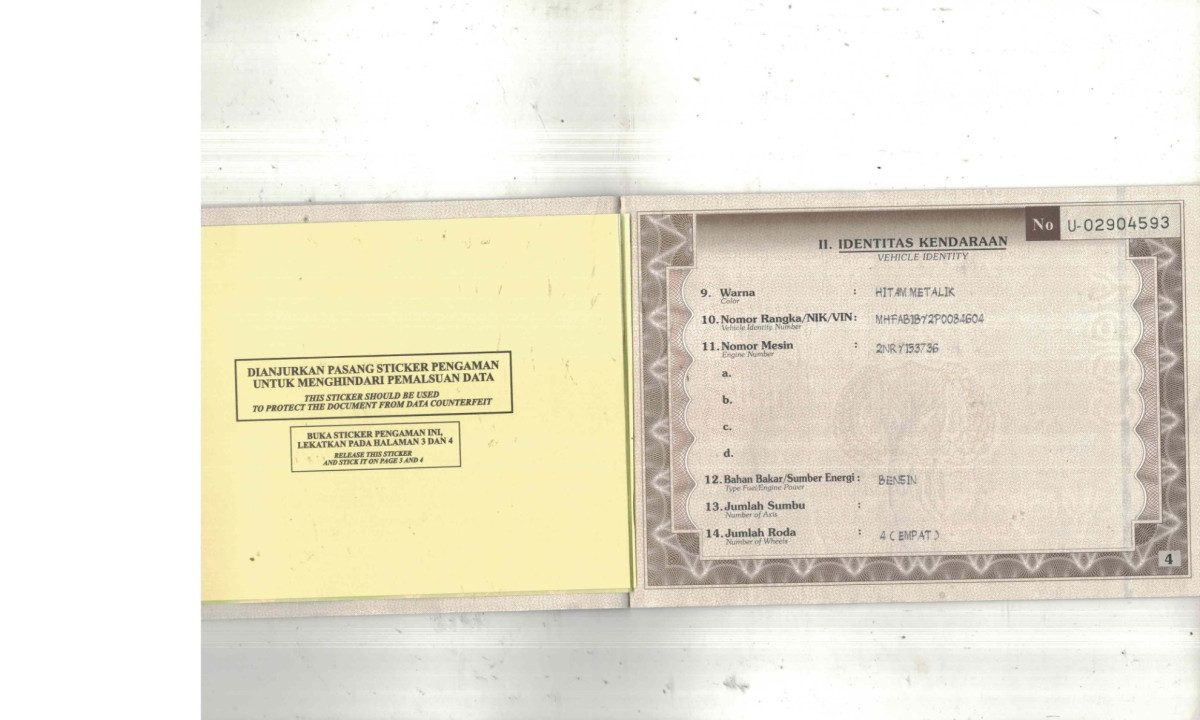 DIANJURKAN PASANG STICKER PENGAMAN
UNTUK MENGHINDARI PEMALSUAN DATA
THIS STICKER SHOULD BE USED
TO PROTECT THE DOCUMENT FROM DATA COUNTERFEIT
BUKA STICKER PENGAMAN INI,
LEKATKAN PADA HALAMAN 3 DAN 4
RELEASE THIS STICKER
AND STICK IT ON PAGE 3 AND 4
No U-02904593
II. IDENTITAS KENDARAAN
VEHICLE IDENTITY
9. Warna : HITAM METALIK
Color
10. Nomor Rangka/NIK/VIN : MHFAB1BY2P0084604
Vehicle Identity Number
11. Nomor Mesin : 2NRY153736
Engine Number
a.
b.
c.
d.
12. Bahan Bakar/Sumber Energi : BENSIN
Type Fuel/Engine Power
13. Jumlah Sumbu :
Number of Axis
14. Jumlah Roda : 4 ( EMPAT )
Number of Wheels
4